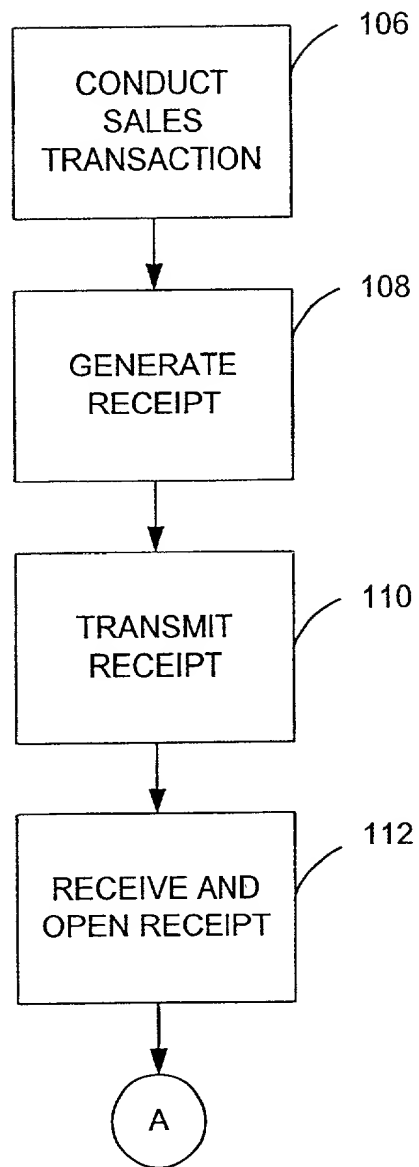 106
CONDUCT
SALES
TRANSACTION
108
GENERATE
RECEIPT
110
TRANSMIT
RECEIPT
112
RECEIVE AND
OPEN RECEIPT
A